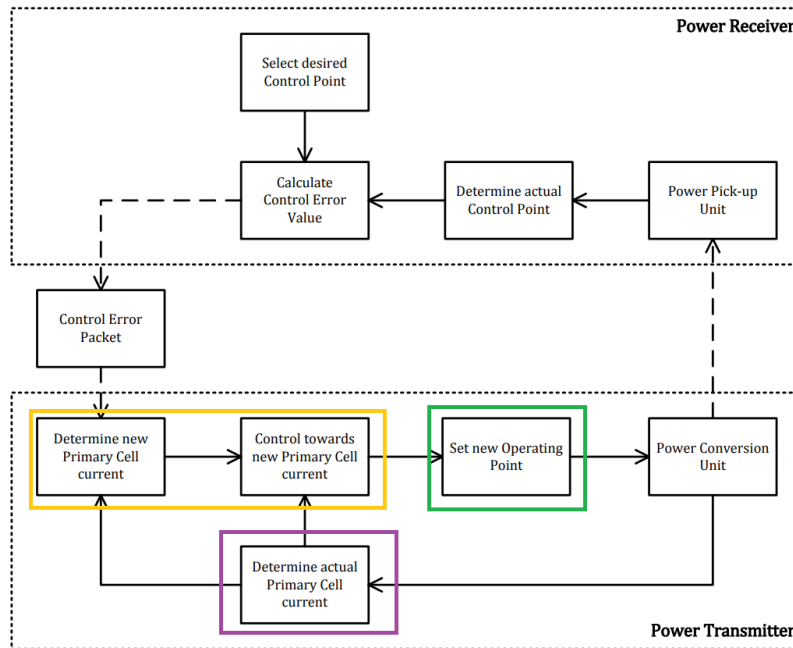 Power Receiver
Select desired
Control Point
Calculate
Control Error
Value
Determine actual
Control Point
Power Pick-up
Unit
Control Error
Packet
Determine new
Primary Cell
current
Control towards
new Primary Cell
current
Set new Operating
Point
Power Conversion
Unit
Determine actual
Primary Cell
current
Power Transmitter